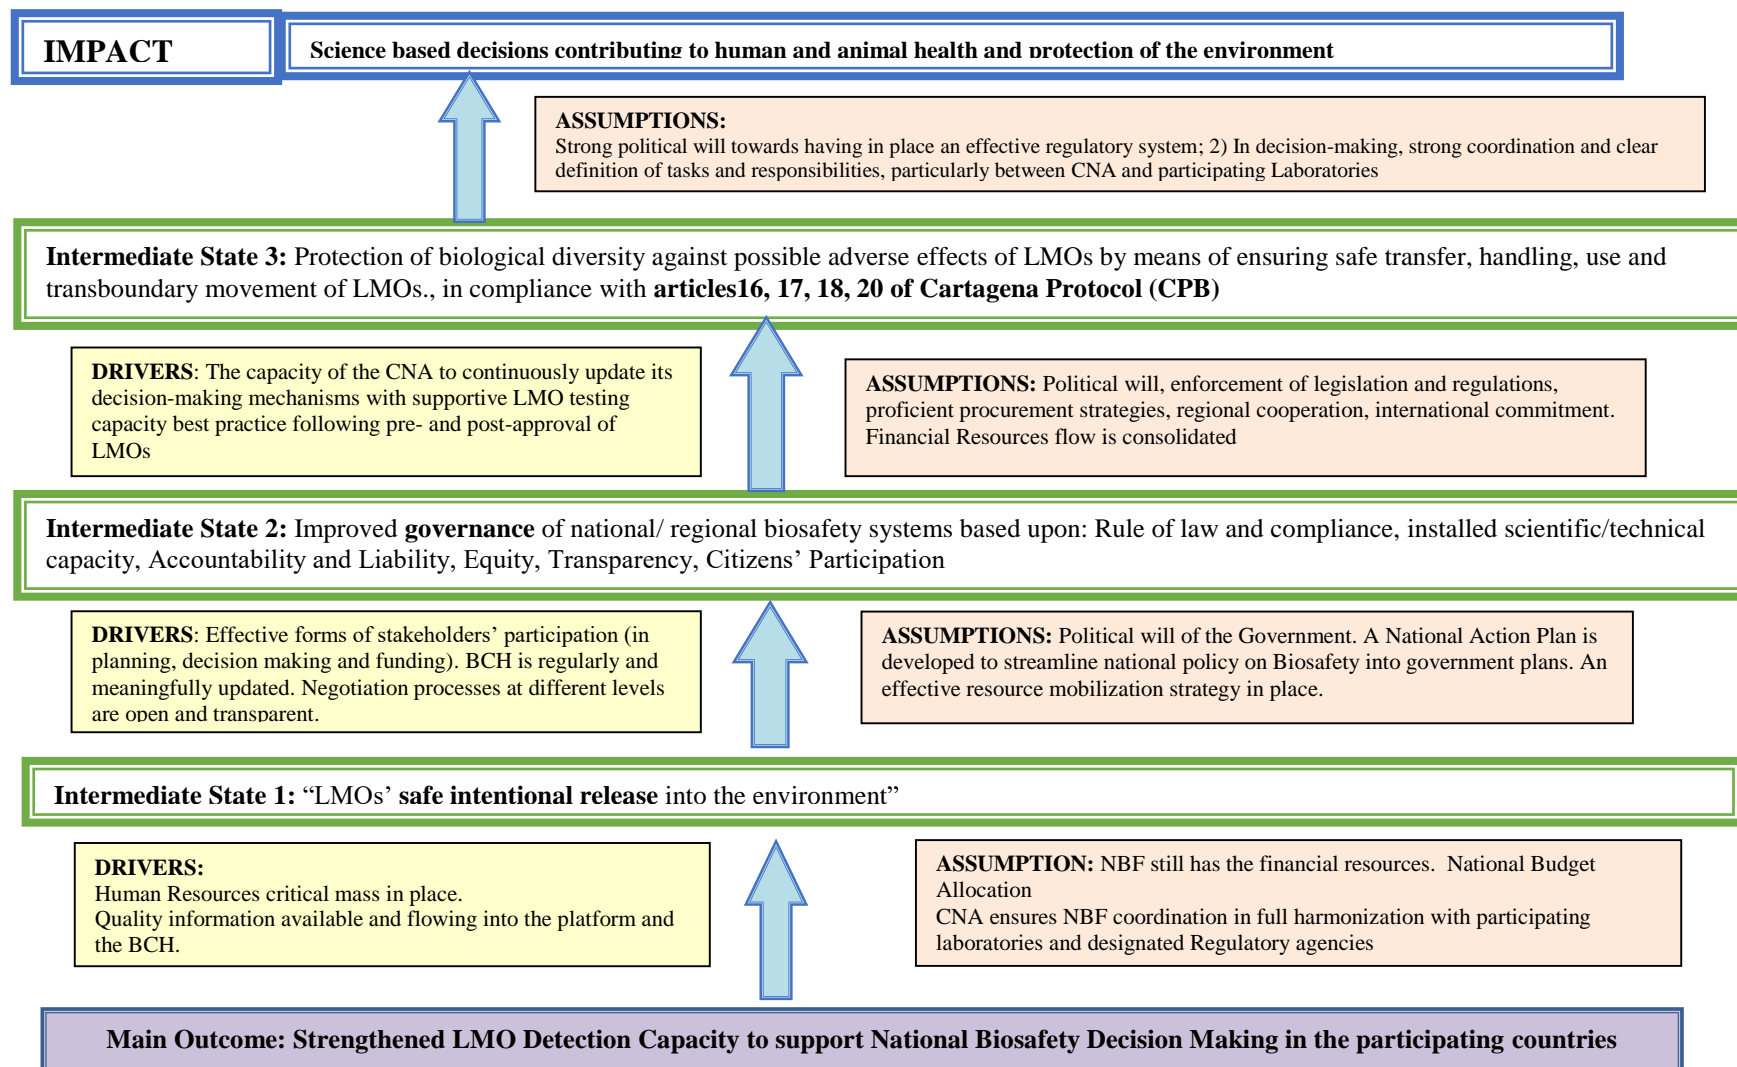 IMPACT
Science based decisions contributing to human and animal health and protection of the environment
ASSUMPTIONS:
Strong political will towards having in place an effective regulatory system; 2) In decision-making, strong coordination and clear
definition of tasks and responsibilities, particularly between CNA and participating Laboratories
Intermediate State 3: Protection of biological diversity against possible adverse effects of LMOs by means of ensuring safe transfer, handling, use and
transboundary movement of LMOs., in compliance with articles16, 17, 18, 20 of Cartagena Protocol (CPB)
DRIVERS: The capacity of the CNA to continuously update its
decision-making mechanisms with supportive LMO testing
capacity best practice following pre- and post-approval of
LMOs
ASSUMPTIONS: Political will, enforcement of legislation and regulations,
proficient procurement strategies, regional cooperation, international commitment.
Financial Resources flow is consolidated
Intermediate State 2: Improved governance of national/ regional biosafety systems based upon: Rule of law and compliance, installed scientific/technical
capacity, Accountability and Liability, Equity, Transparency, Citizens’ Participation
DRIVERS: Effective forms of stakeholders’ participation (in
planning, decision making and funding). BCH is regularly and
meaningfully updated. Negotiation processes at different levels
are open and transparent.
ASSUMPTIONS: Political will of the Government. A National Action Plan is
developed to streamline national policy on Biosafety into government plans. An
effective resource mobilization strategy in place.
Intermediate State 1: “LMOs’ safe intentional release into the environment”
DRIVERS:
Human Resources critical mass in place.
Quality information available and flowing into the platform and
the BCH.
ASSUMPTION: NBF still has the financial resources. National Budget
Allocation
CNA ensures NBF coordination in full harmonization with participating
laboratories and designated Regulatory agencies
Main Outcome: Strengthened LMO Detection Capacity to support National Biosafety Decision Making in the participating countries